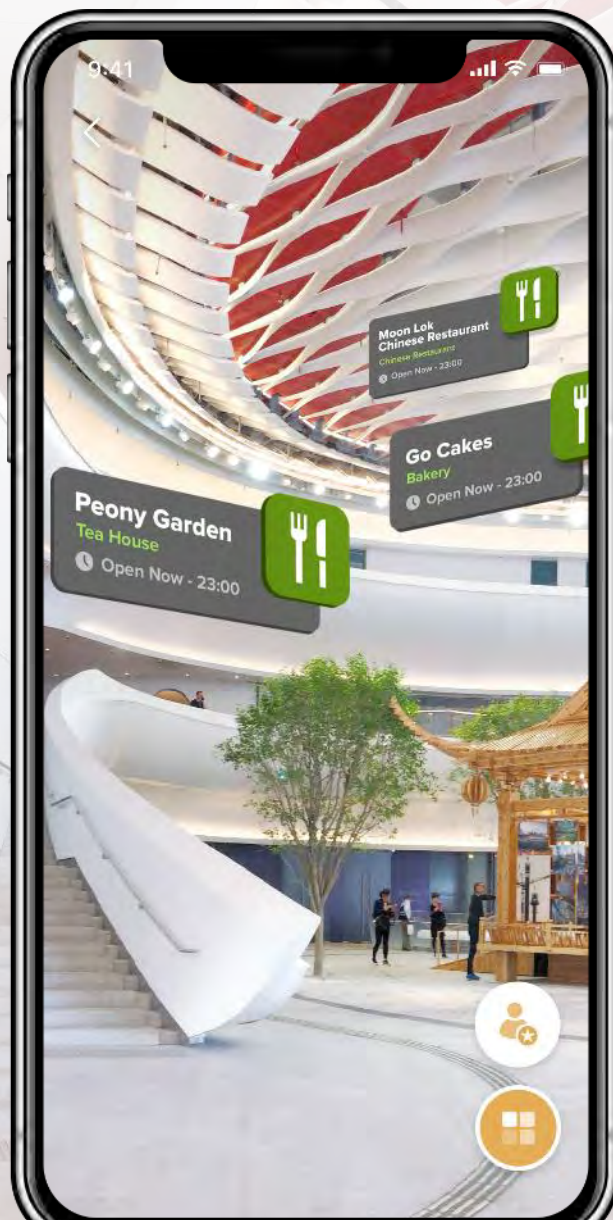 9:41
Moon Lok
Chinese Restaurant
Chinese Restaurant
Open Now - 23:00
Go Cakes
Bakery
Open Now - 23:00
Peony Garden
Tea House
Open Now - 23:00